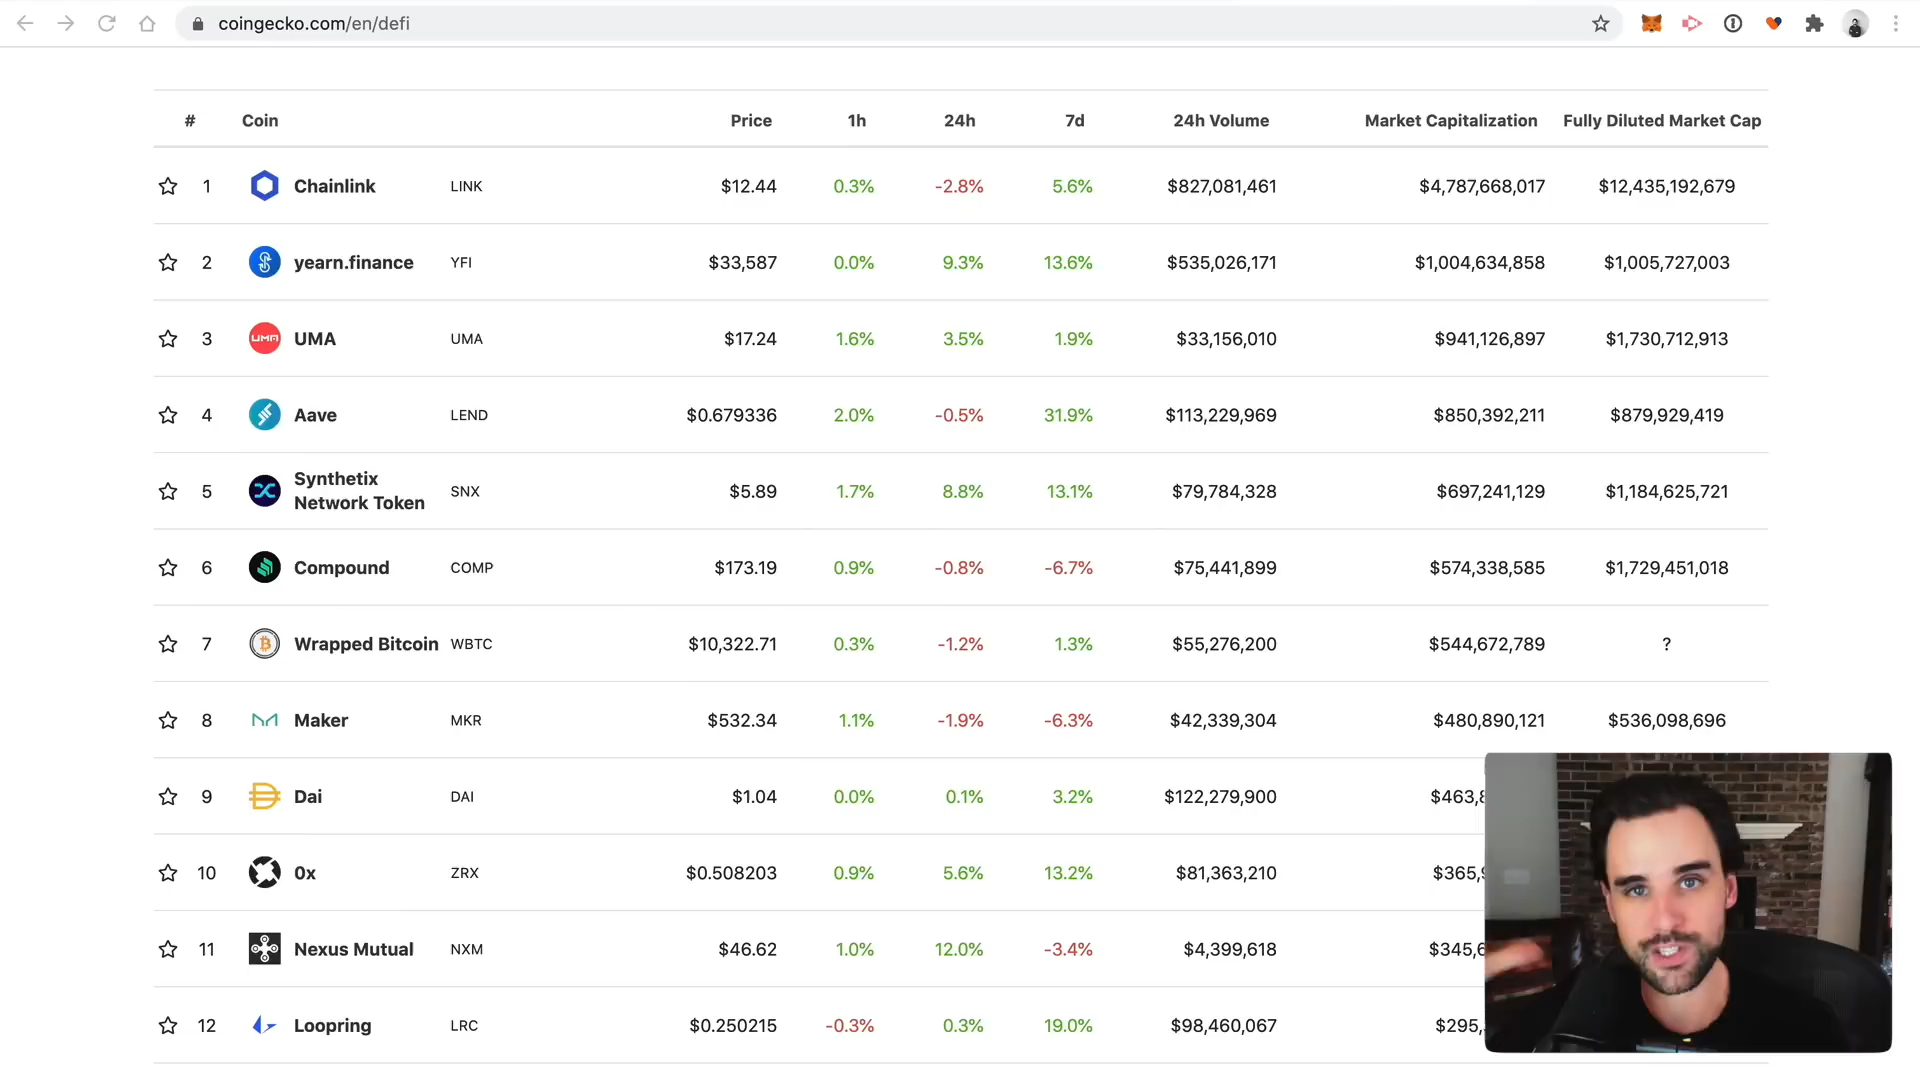 coingecko.com/en/defi
# Coin Price 1h 24h 7d 24h Volume Market Capitalization Fully Diluted Market Cap
1 Chainlink LINK $12.44 0.3% -2.8% 5.6% $827,081,461 $4,787,668,017 $12,435,192,679
2 yearn.finance YFI $33,587 0.0% 9.3% 13.6% $535,026,171 $1,004,634,858 $1,005,727,003
3 UMA UMA $17.24 1.6% 3.5% 1.9% $33,156,010 $941,126,897 $1,730,712,913
4 Aave LEND $0.679336 2.0% -0.5% 31.9% $113,229,969 $850,392,211 $879,929,419
5 Synthetix
Network Token SNX $5.89 1.7% 8.8% 13.1% $79,784,328 $697,241,129 $1,184,625,721
6 Compound COMP $173.19 0.9% -0.8% -6.7% $75,441,899 $574,338,585 $1,729,451,018
7 Wrapped Bitcoin WBTC $10,322.71 0.3% -1.2% 1.3% $55,276,200 $544,672,789 ?
8 Maker MKR $532.34 1.1% -1.9% -6.3% $42,339,304 $480,890,121 $536,098,696
9 Dai DAI $1.04 0.0% 0.1% 3.2% $122,279,900 $463,
10 0x ZRX $0.508203 0.9% 5.6% 13.2% $81,363,210 $365,
11 Nexus Mutual NXM $46.62 1.0% 12.0% -3.4% $4,399,618 $345,
12 Loopring LRC $0.250215 -0.3% 0.3% 19.0% $98,460,067 $295,